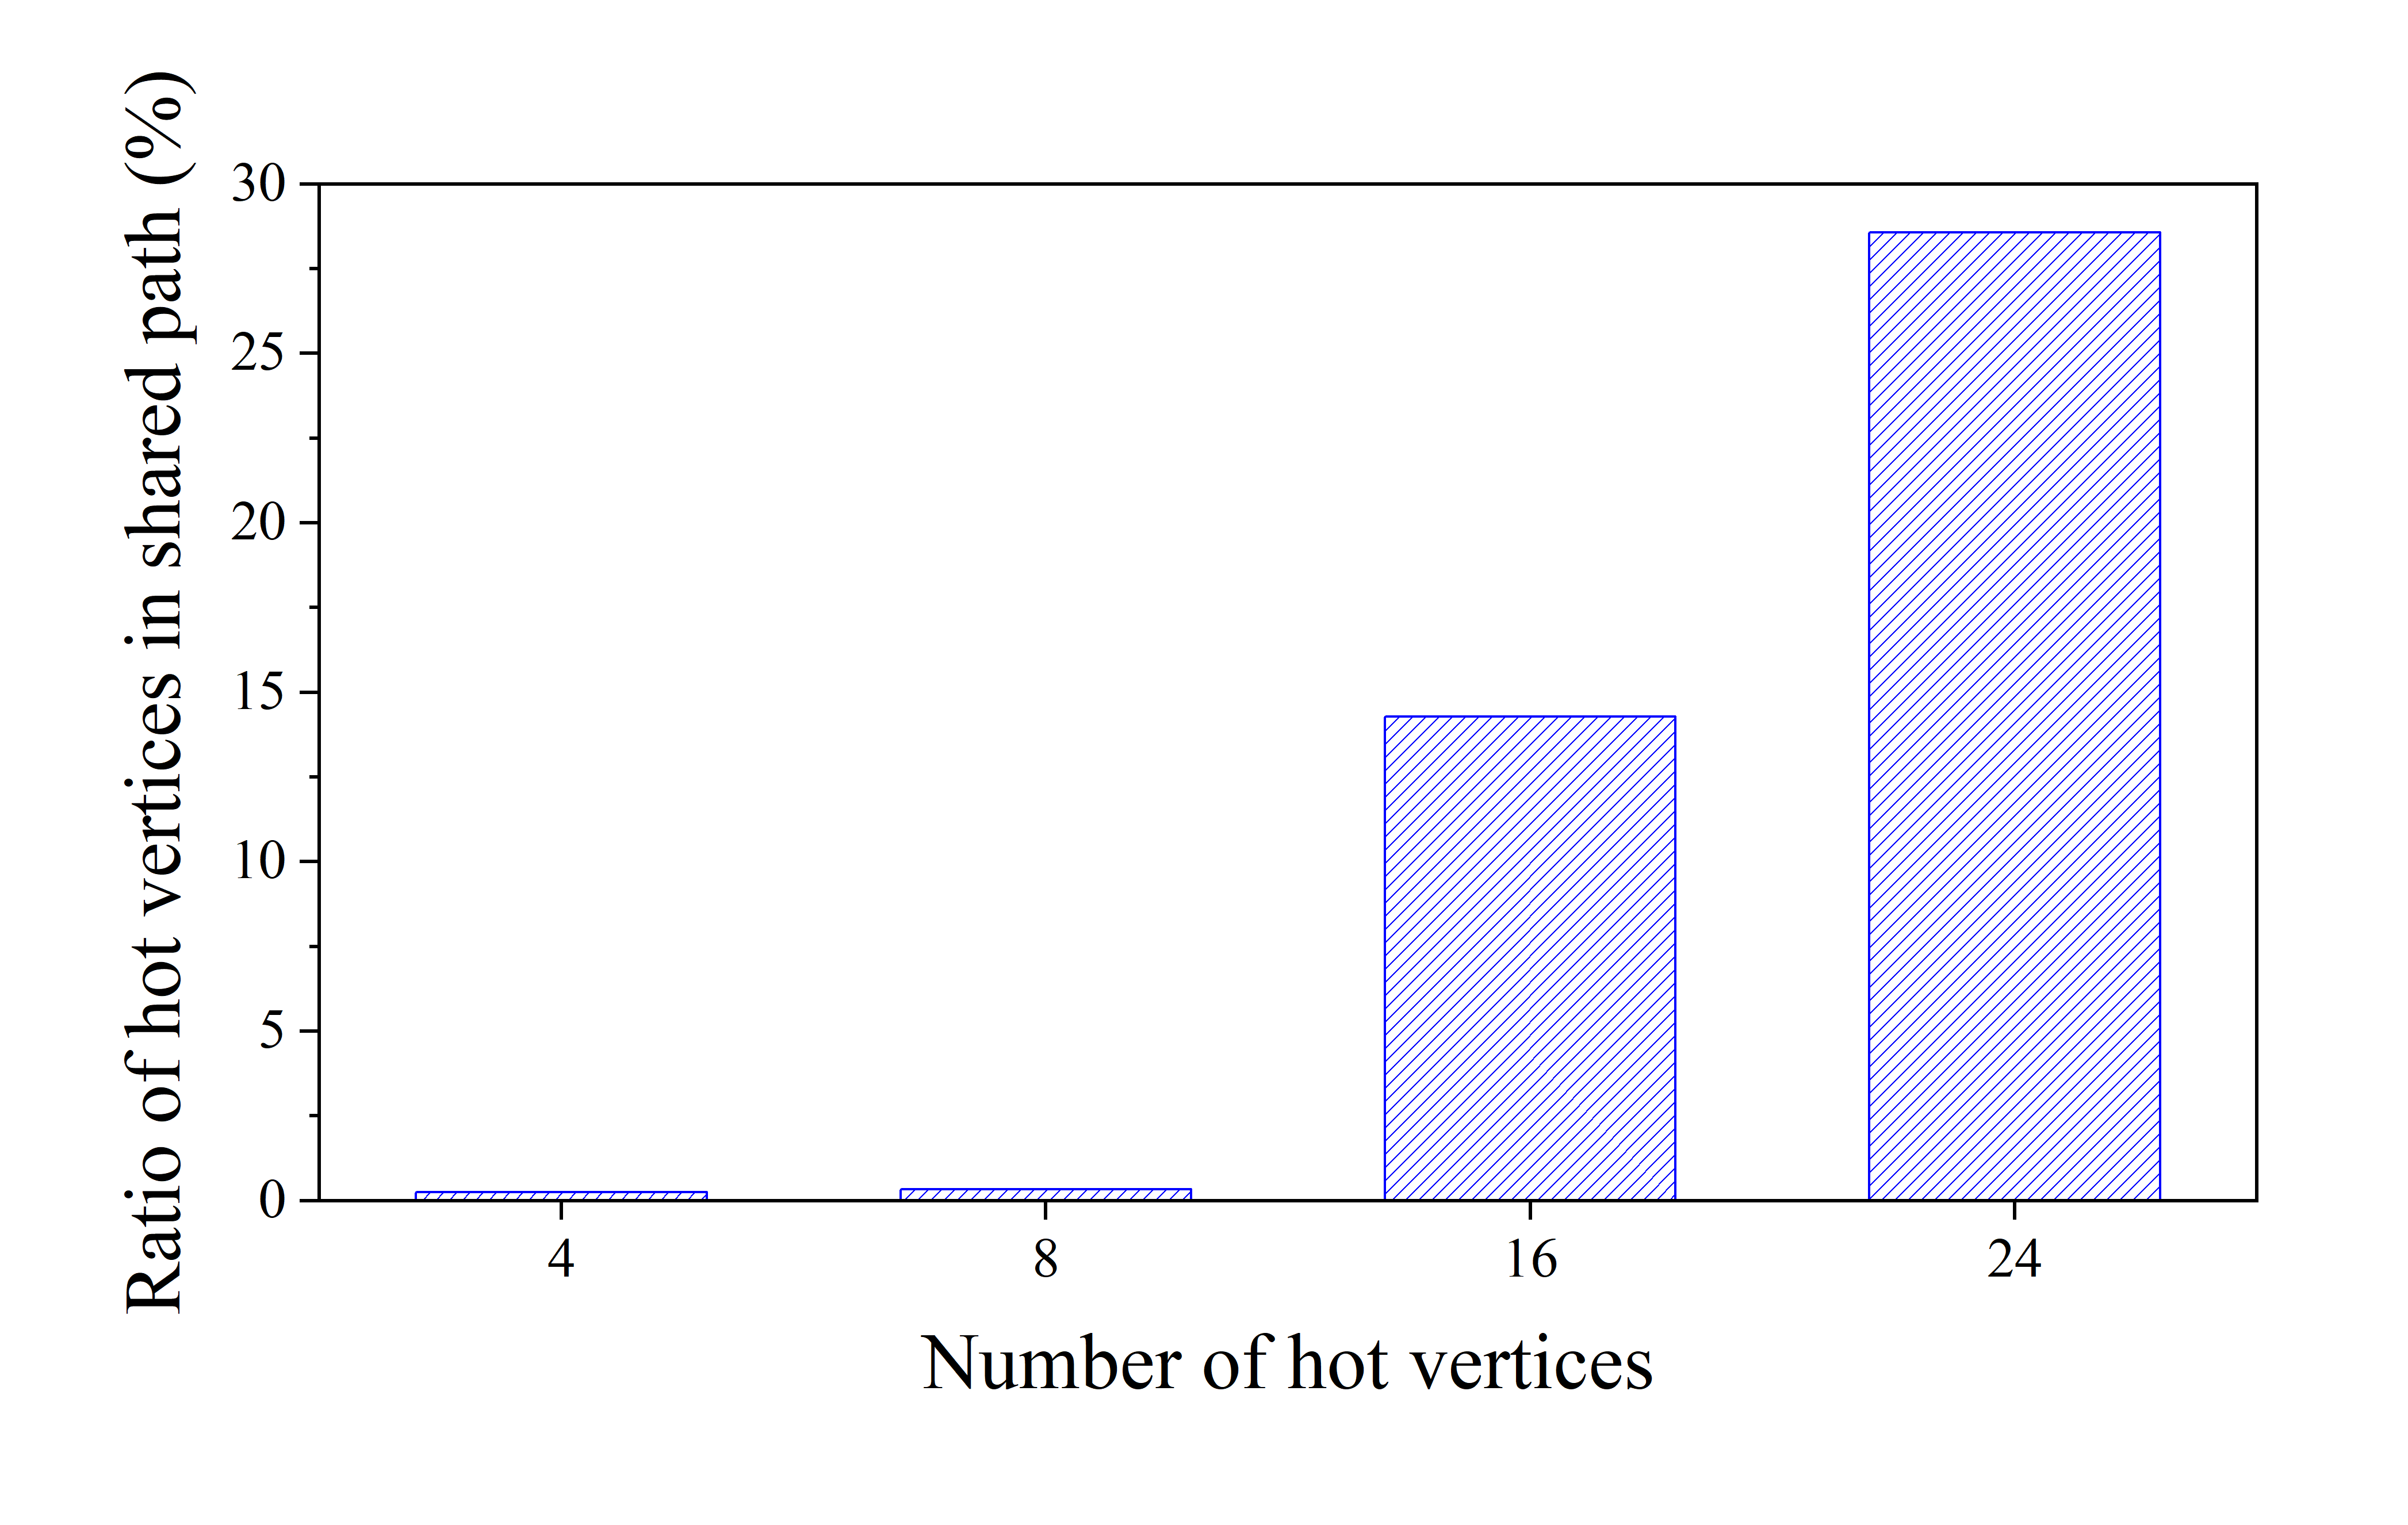 Ratio of hot vertices in shared path (%)
30
25
20
15
10
5
0
4 8 16 24
Number of hot vertices